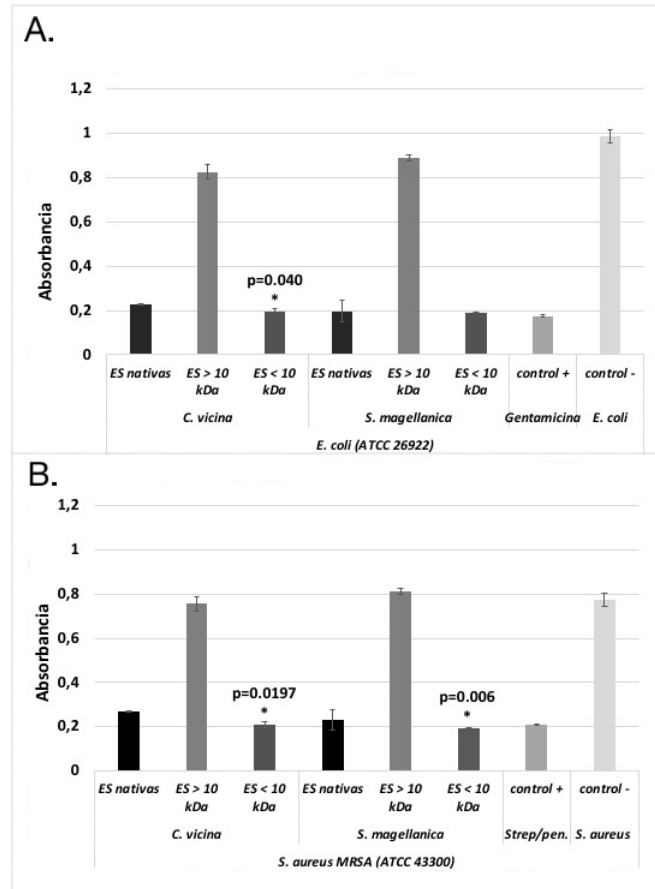 A.
1,2
1
0,8
0,6
0,4
0,2
0
Absorbancia
p=0.040
*
ES nativas ES > 10 kDa ES < 10 kDa ES nativas ES > 10 kDa ES < 10 kDa control + control -
C. vicina S. magellanica Gentamicina E. coli
E. coli (ATCC 26922)
B.
1,2
1
0,8
0,6
0,4
0,2
0
Absorbancia
p=0.0197
*
p=0.006
*
ES nativas ES > 10 kDa ES < 10 kDa ES nativas ES > 10 kDa ES < 10 kDa control + control -
C. vicina S. magellanica Strep/pen. S. aureus
S. aureus MRSA (ATCC 43300)